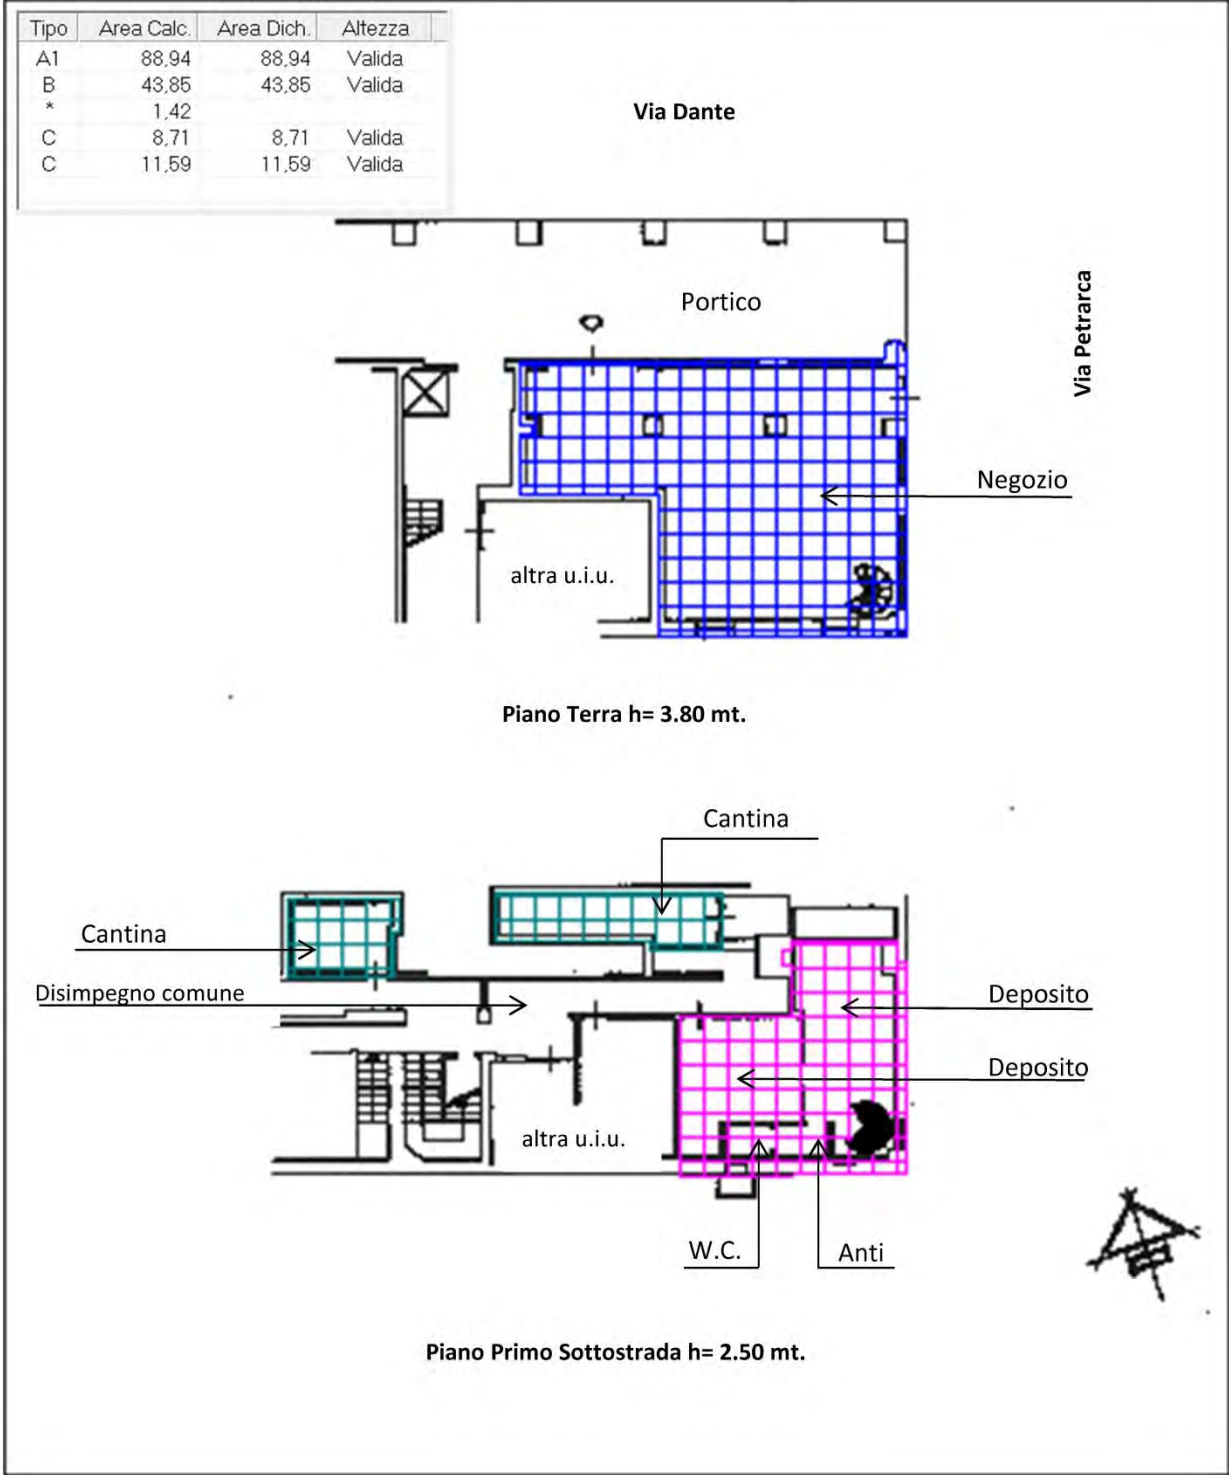 Tipo Area Calc. Area Dich. Altezza
A1 88,94 88,94 Valida
B 43,85 43,85 Valida
* 1,42
C 8,71 8,71 Valida
C 11,59 11,59 Valida
Via Dante
Portico
Via Petrarca
Negozio
altra u.i.u.
Piano Terra h= 3.80 mt.
Cantina
Cantina
Disimpegno comune
Deposito
Deposito
altra u.i.u.
W.C.
Anti
Piano Primo Sottostrada h= 2.50 mt.